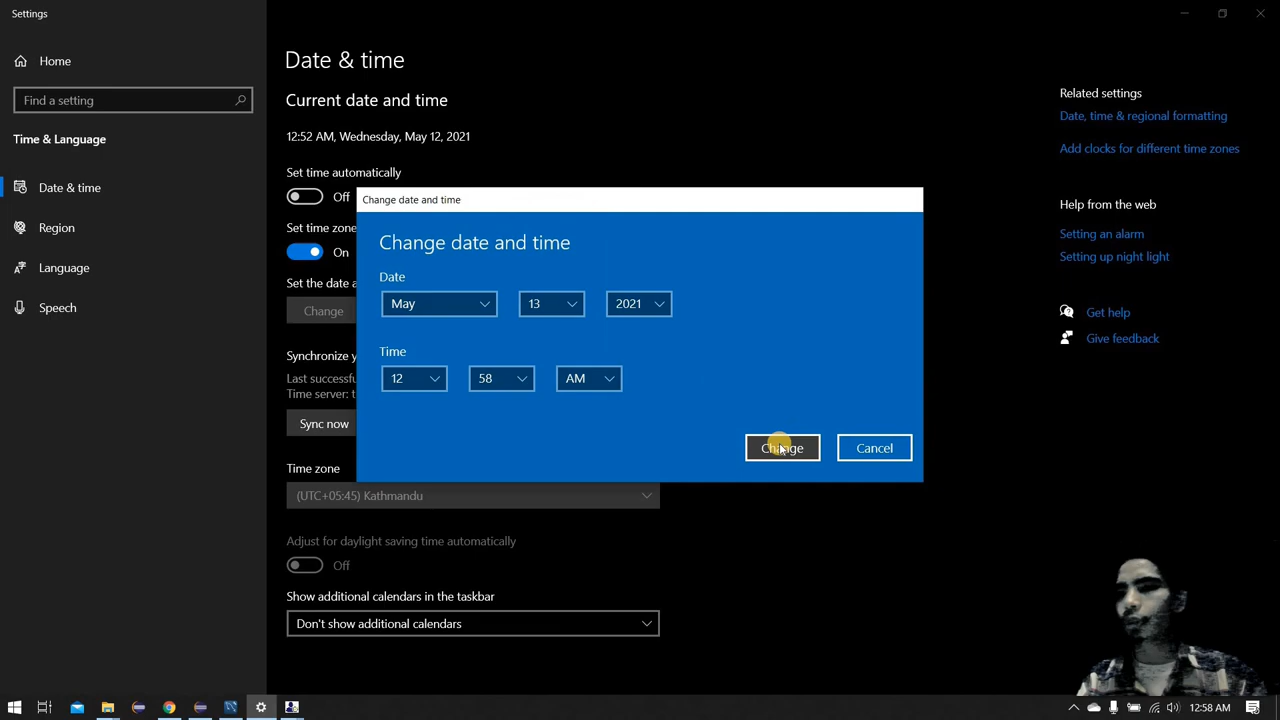 Settings
Home
Find a setting
Time & Language
Date & time
Region
Language
Speech
Date & time
Current date and time
12:52 AM, Wednesday, May 12, 2021
Set time automatically
Off
Set time zone
On
Set the date a
Change
Synchronize y
Last successfu
Time server: t
Sync now
Time zone
(UTC+05:45) Kathmandu
Adjust for daylight saving time automatically
Off
Show additional calendars in the taskbar
Don't show additional calendars
Change date and time
Change date and time
Date
May 13 2021
Time
12 58 AM
Change Cancel
Related settings
Date, time & regional formatting
Add clocks for different time zones
Help from the web
Setting an alarm
Setting up night light
Get help
Give feedback
12:58 AM